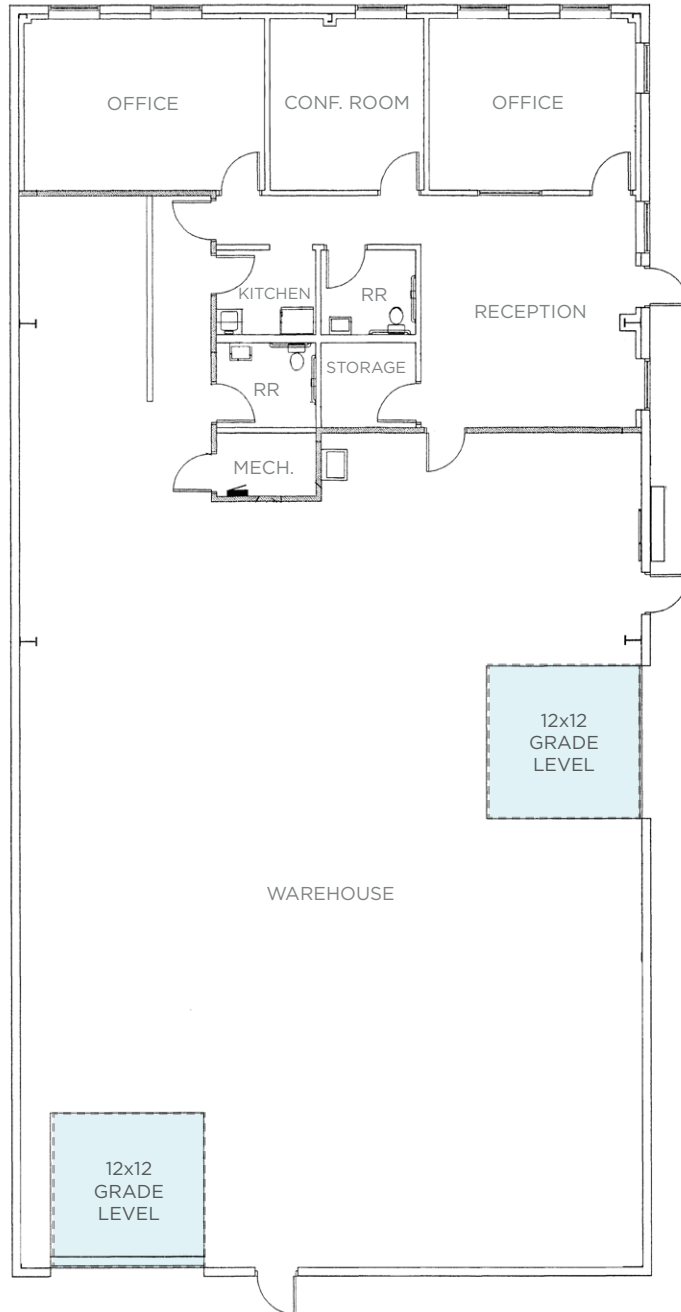 OFFICE
CONF. ROOM
OFFICE
KITCHEN
RR
RECEPTION
RR
STORAGE
MECH.
12x12
GRADE
LEVEL
WAREHOUSE
12x12
GRADE
LEVEL